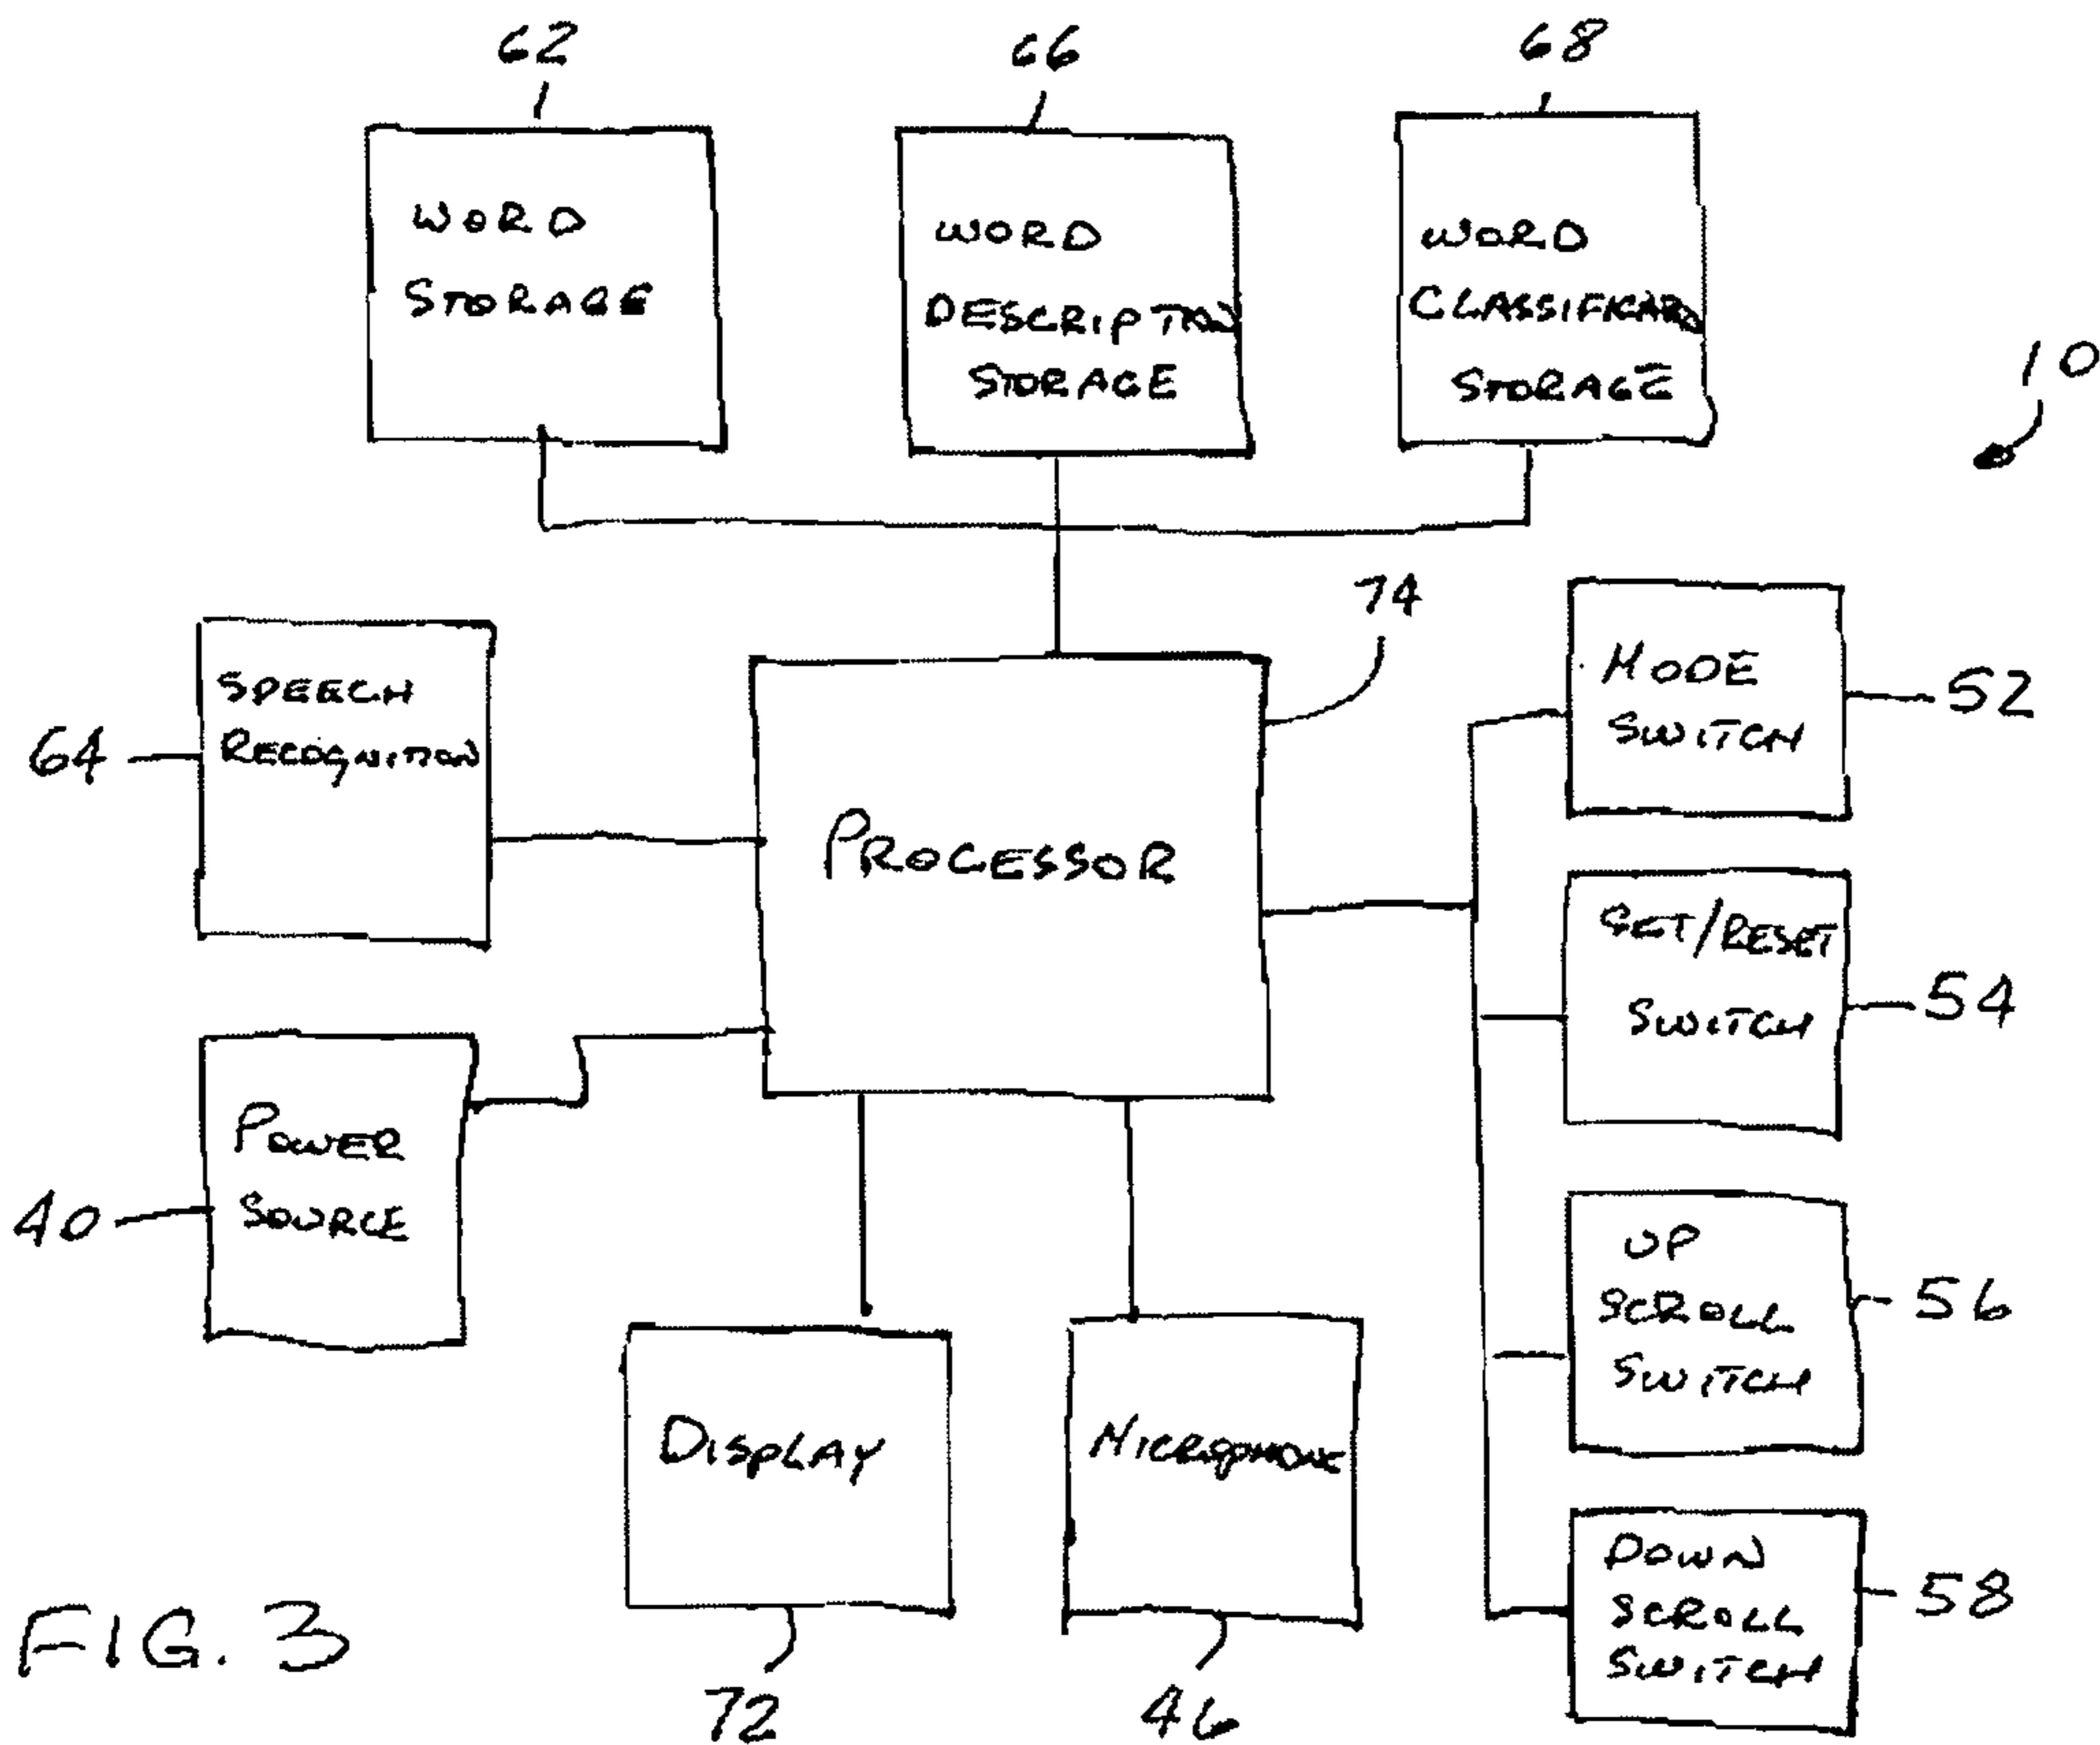 62
66
68
WORD
STORAGE
WORD
DESCRIPTION
STORAGE
WORD
CLASSIFICATION
STORAGE
10
74
SPEECH
RECOGNITION
64
PROCESSOR
MODE
SWITCH
52
SET/RESET
SWITCH
54
POWER
SOURCE
40
UP
SCROLL
SWITCH
56
DISPLAY
MICROPHONE
DOWN
SCROLL
SWITCH
58
FIG. 3
72
46